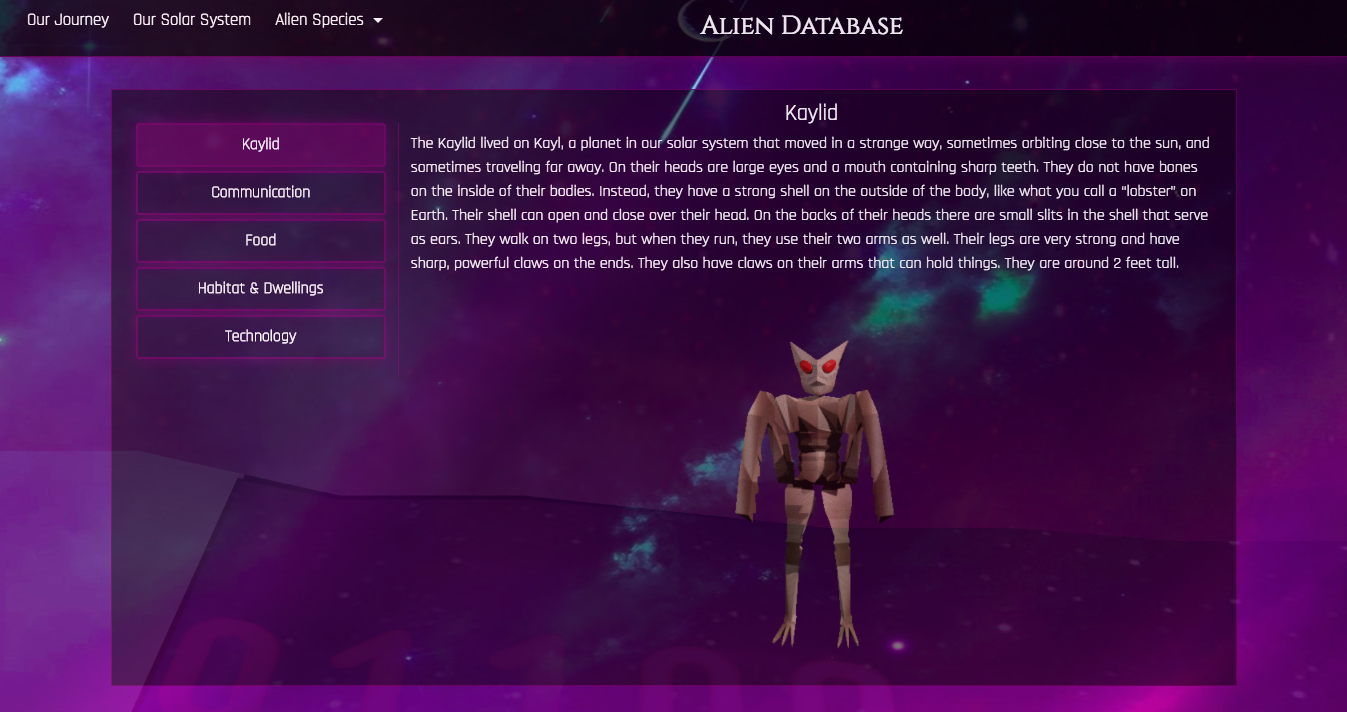 Our Journey Our Solar System Alien Species
Alien Database
Kaylid
Communication
Food
Habitat & Dwellings
Technology
Kaylid
The Kaylid lived on Kayl, a planet in our solar system that moved in a strange way, sometimes orbiting close to the sun, and
sometimes traveling far away. On their heads are large eyes and a mouth containing sharp teeth. They do not have bones
on the inside of their bodies. Instead, they have a strong shell on the outside of the body, like what you call a “lobster” on
Earth. Their shell can open and close over their head. On the backs of their heads there are small slits in the shell that serve
as ears. They walk on two legs, but when they run, they use their two arms as well. Their legs are very strong and have
sharp, powerful claws on the ends. They also have claws on their arms that can hold things. They are around 2 feet tall.